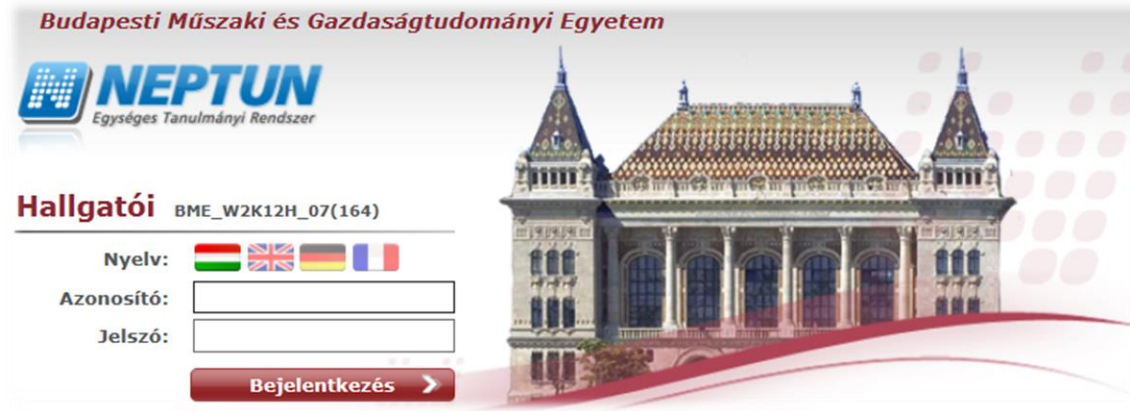 Budapesti Műszaki és Gazdaságtudományi Egyetem
NEPTUN
Egységes Tanulmányi Rendszer
Hallgatói BME_W2K12H_07(164)
Nyelv:
Azonosító:
Jelszó:
Bejelentkezés